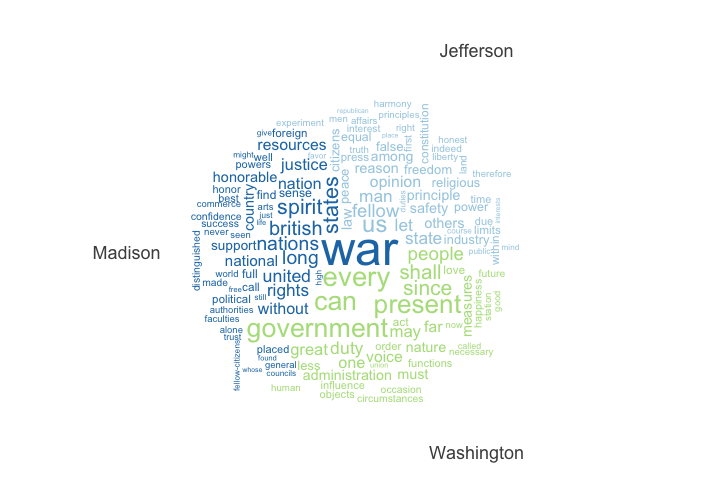 Jefferson
republican harmony
experiment men affairs principles
give foreign interest right
resources citizens equal truth place false first constitution honest indeed
might well favor press among liberty land
powers justice reason freedom therefore
honorable nation opinion religious
honor find sense states law peace man duties principle time
best country
commerce arts spirit fellow safety power interests
confidence just
success life british us let others due
never seen course limits
support nations war state industry within
Madison distinguished national long people public mind
world full united high every shall love future
made free call rights since measures happiness station good
political still without can present
authorities
faculties government act may far now
alone
trust placed great duty order nature called necessary
fellow-citizens found one voice
whose general less union functions
councils administration must
human influence occasion
objects circumstances
Washington